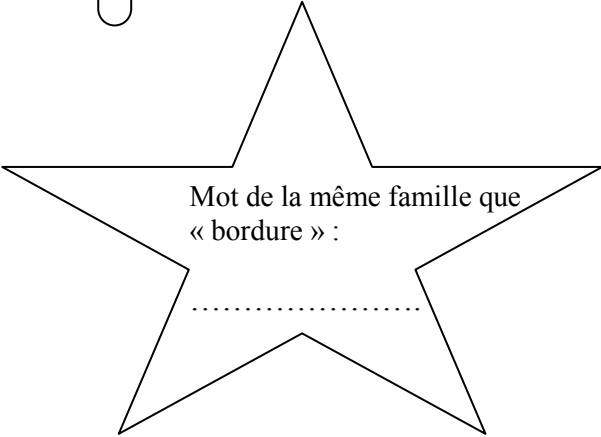 Mot de la même famille que
« bordure » :
......................